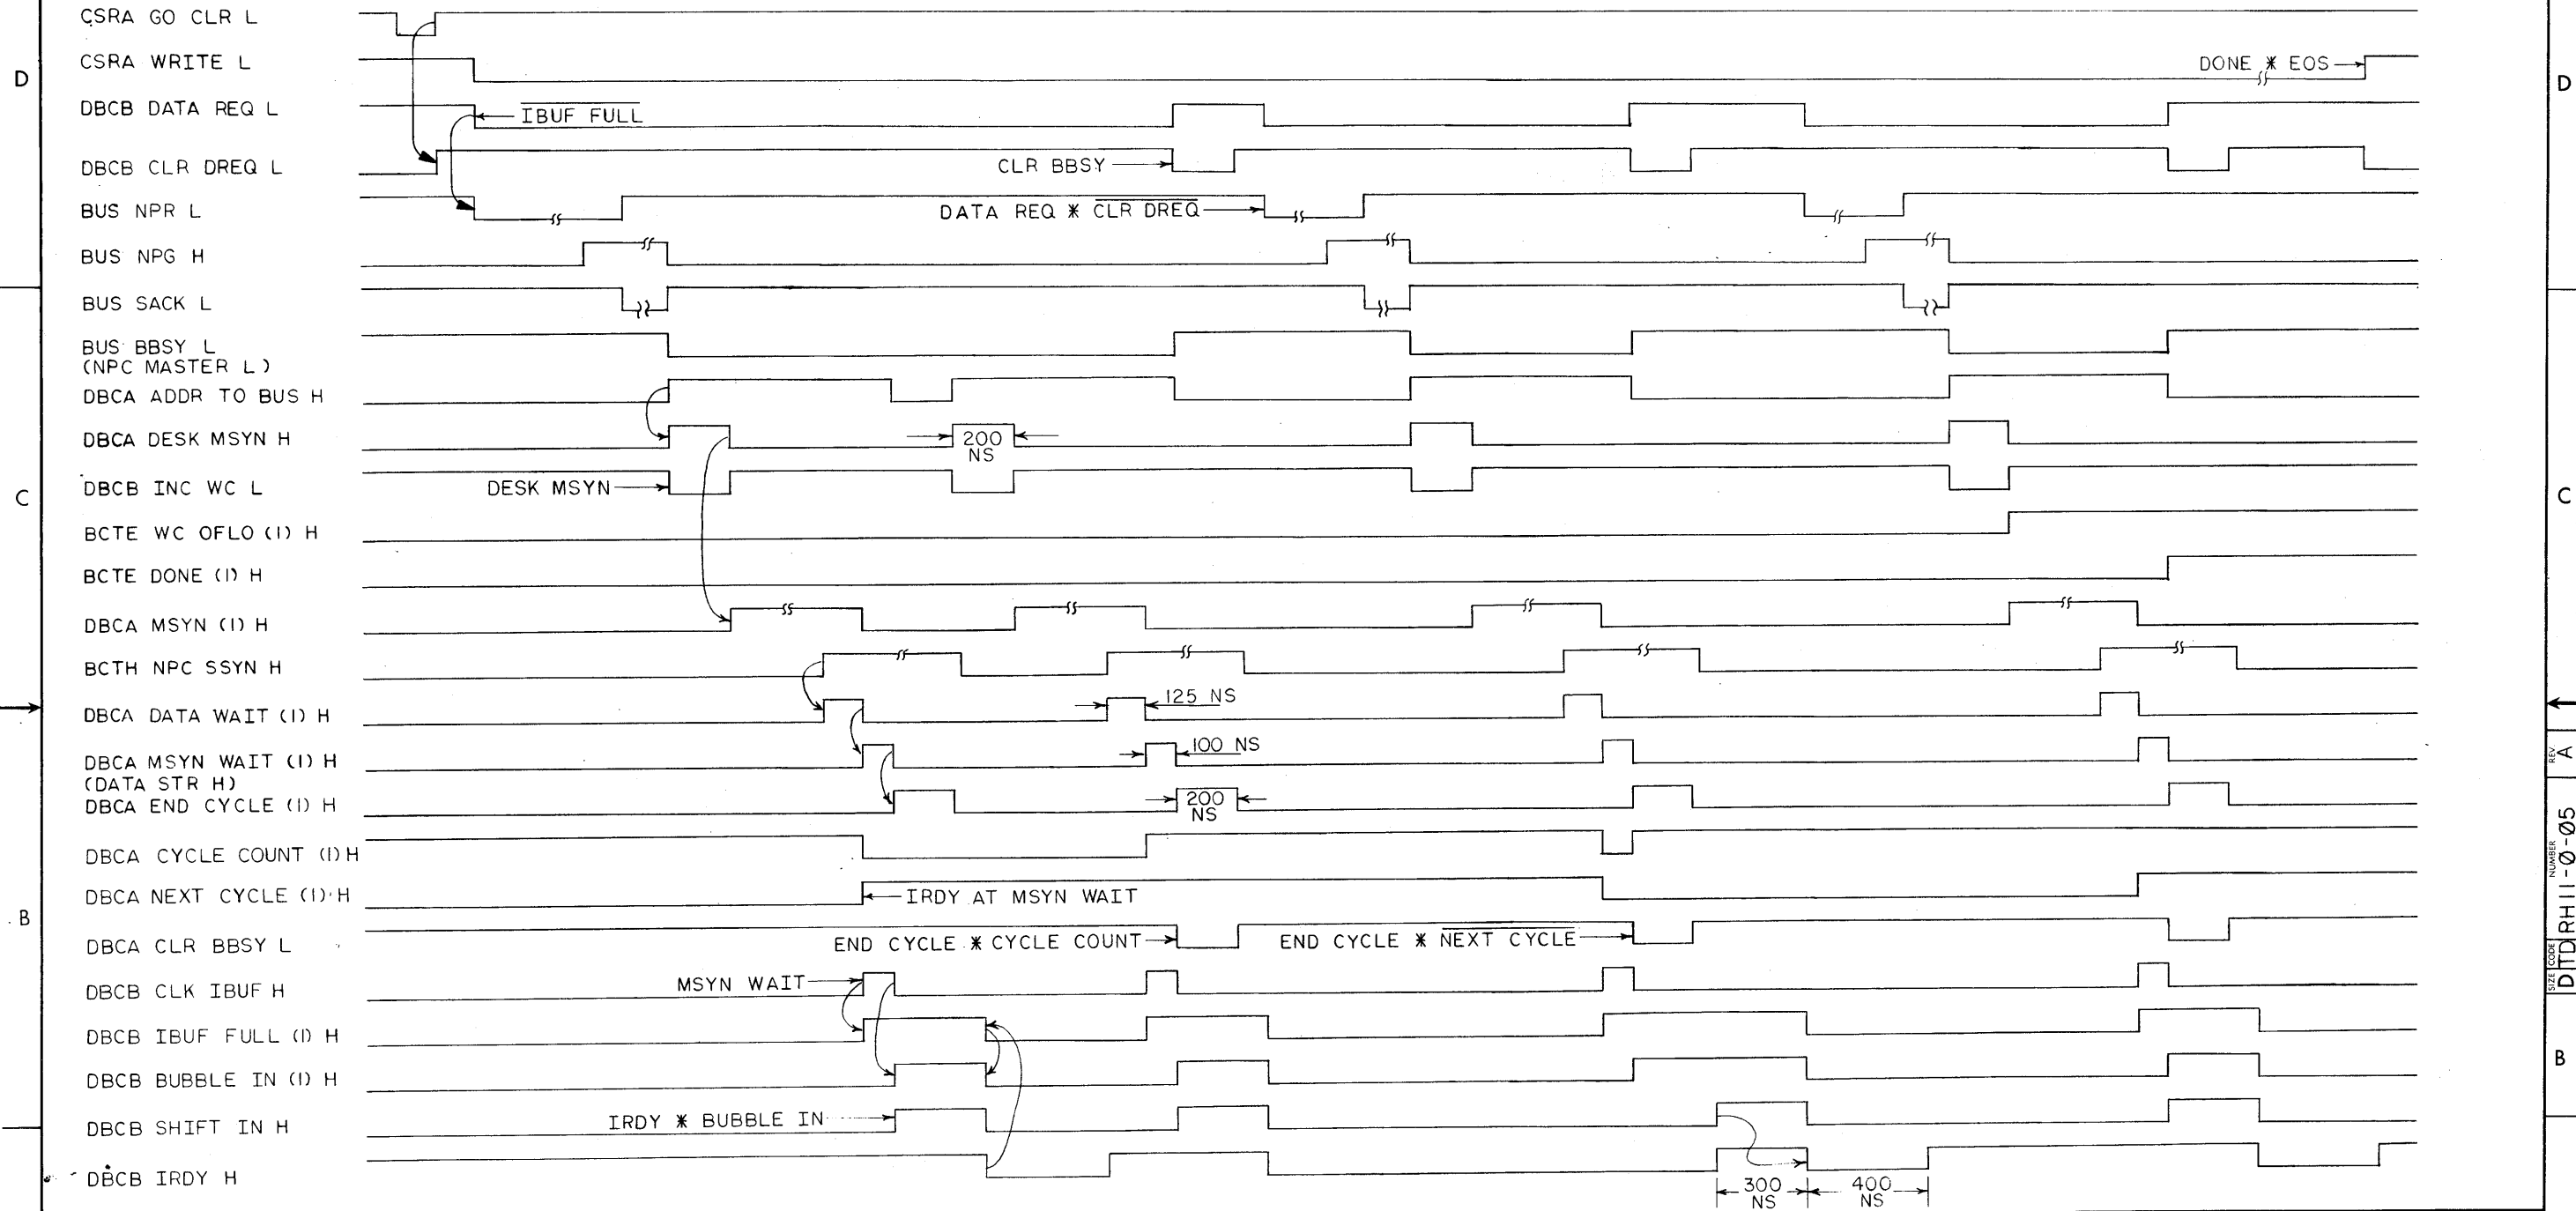 CSRA GO CLR L
CSRA WRITE L
DONE * EOS
D
D
DBCB DATA REQ L
IBUF FULL
DBCB CLR DREQ L
CLR BBSY
BUS NPR L
DATA REQ * CLR DREQ
BUS NPG H
BUS SACK L
BUS BBSY L
(NPC MASTER L)
DBCA ADDR TO BUS H
DBCA DESK MSYN H
200
NS
DBCB INC WC L
DESK MSYN
C
C
BCTE WC OFLO (1) H
BCTE DONE (1) H
DBCA MSYN (1) H
BCTH NPC SSYN H
DBCA DATA WAIT (1) H
125 NS
DBCA MSYN WAIT (1) H
(DATA STR H)
100 NS
DBCA END CYCLE (1) H
200
NS
DBCA CYCLE COUNT (1) H
DBCA NEXT CYCLE (1) H
IRDY AT MSYN WAIT
B
DBCA CLR BBSY L
END CYCLE * CYCLE COUNT
END CYCLE * NEXT CYCLE
DBCB CLK IBUF H
MSYN WAIT
DBCB IBUF FULL (1) H
DBCB BUBBLE IN (1) H
B
DBCB SHIFT IN H
IRDY * BUBBLE IN
DBCB IRDY H
300
NS
400
NS
REV
A
NUMBER
RH11-0-05
CODE
TD
SIZE
D